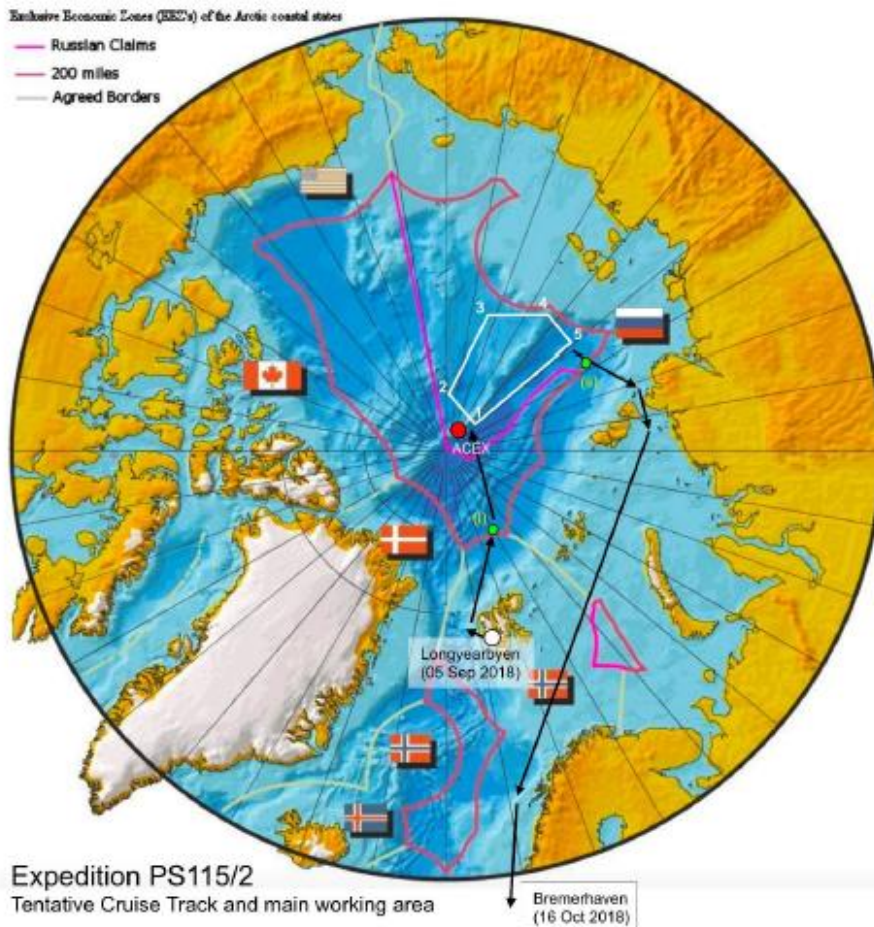 Exclusive Economic Zones (EEZ's) of the Arctic coastal states
Russian Claims
200 miles
Agreed Borders
3
4
5
2
1
(ii)
ACEX
(i)
Longyearbyen
(05 Sep 2018)
Expedition PS115/2
Tentative Cruise Track and main working area
Bremerhaven
(16 Oct 2018)